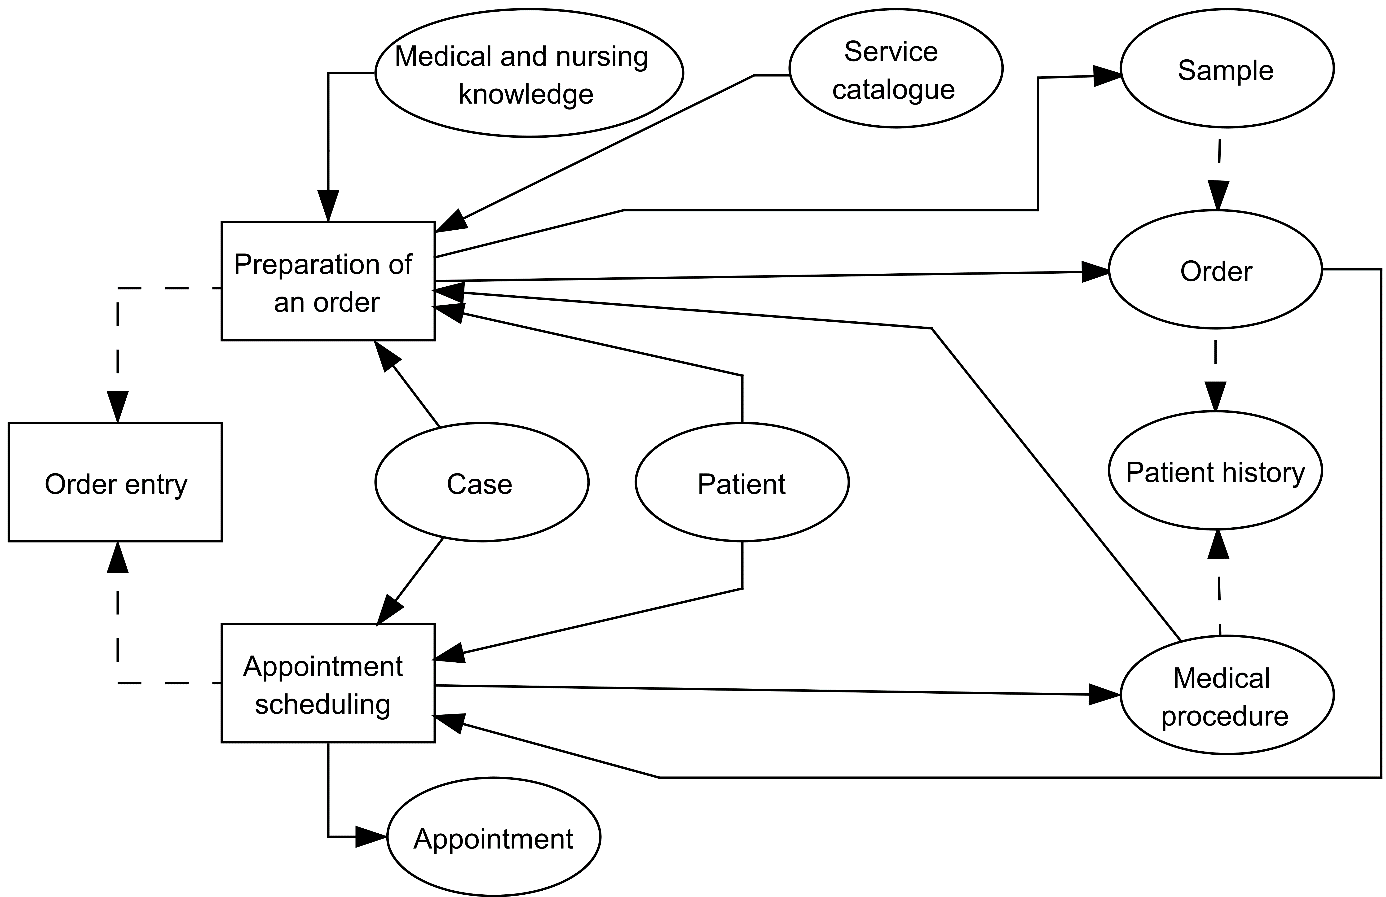 Medical and nursing
knowledge
Service
catalogue
Sample
Preparation of
an order
Order
Order entry
Case
Patient
Patient history
Appointment
scheduling
Medical
procedure
Appointment